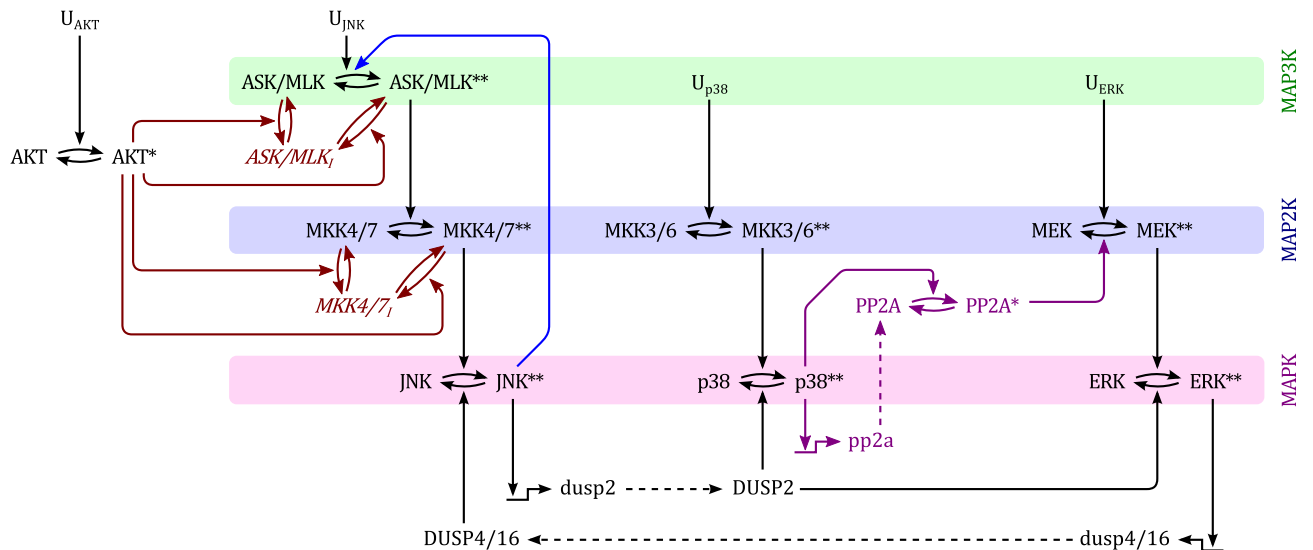 U_AKT
U_JNK
ASK/MLK
ASK/MLK**
U_p38
U_ERK
MAP3K
AKT
AKT*
ASK/MLK_I
MKK4/7
MKK4/7**
MKK3/6
MKK3/6**
MEK
MEK**
MAP2K
MKK4/7_I
PP2A
PP2A*
JNK
JNK**
p38
p38**
ERK
ERK**
MAPK
pp2a
dusp2
DUSP2
DUSP4/16
dusp4/16